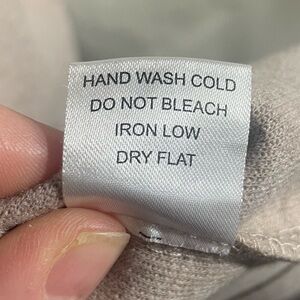 HAND WASH COLD
DO NOT BLEACH
IRON LOW
DRY FLAT